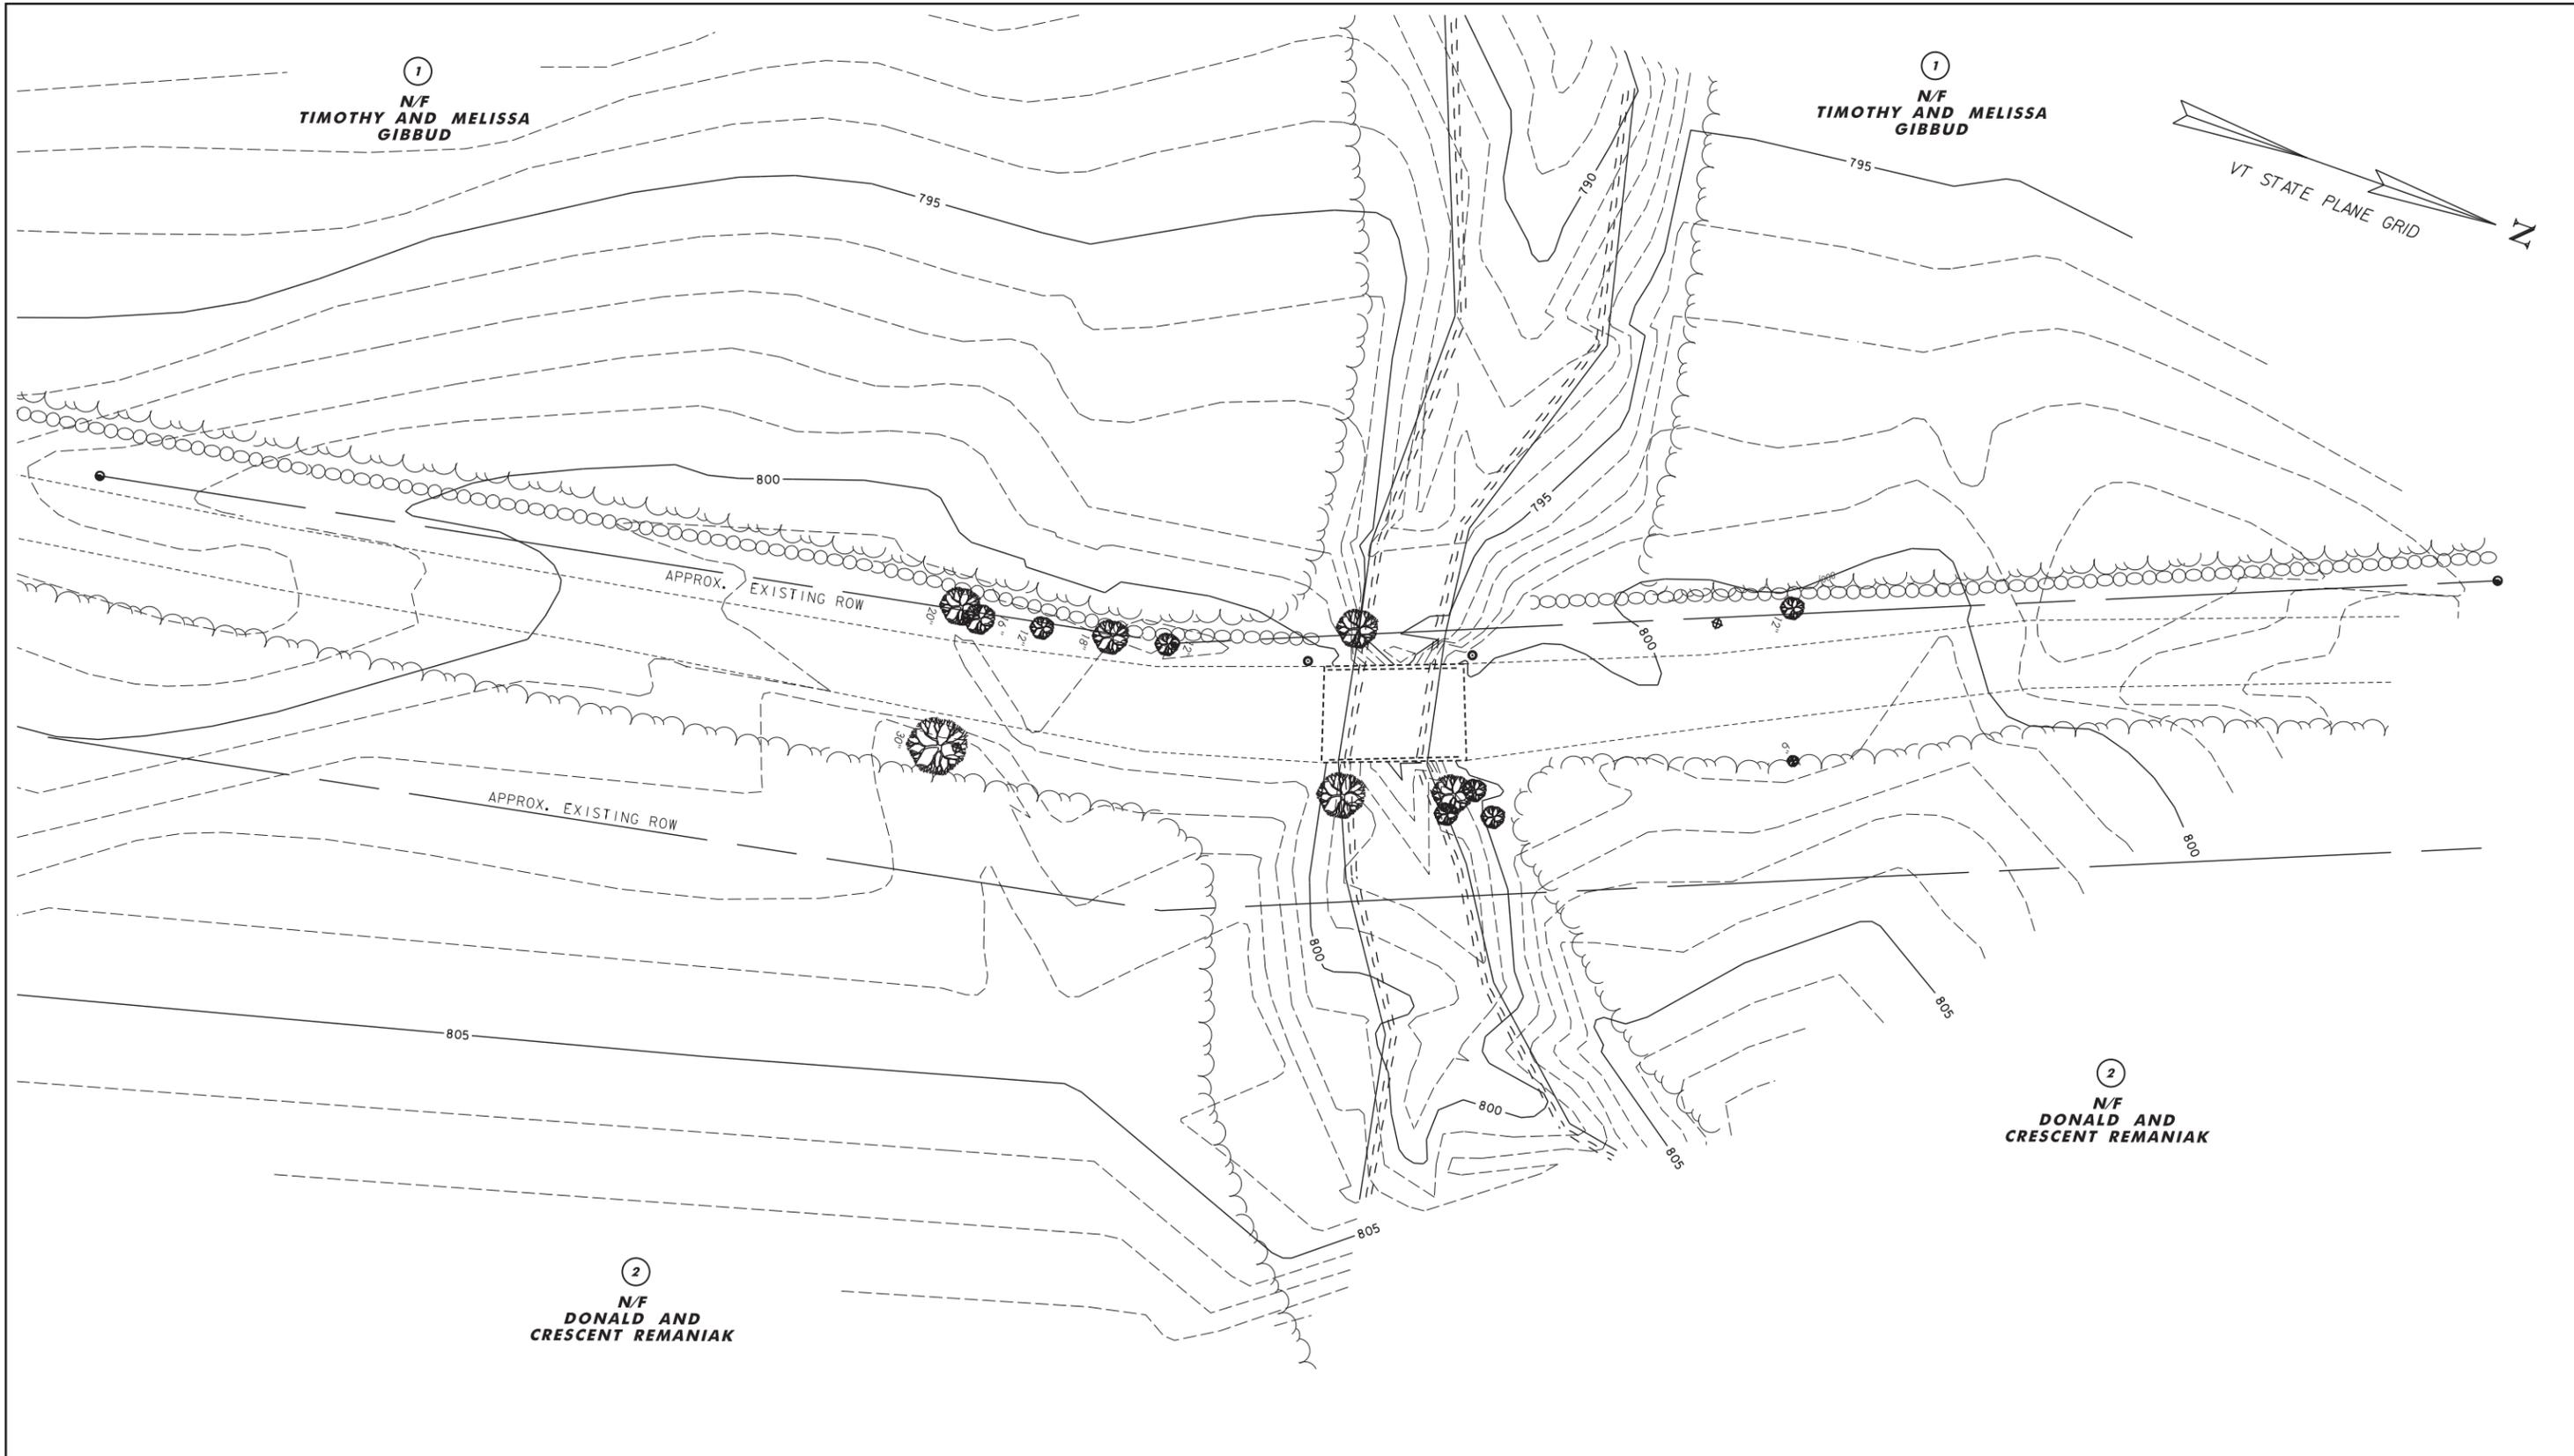 1
N/F
TIMOTHY AND MELISSA
GIBBUD
1
N/F
TIMOTHY AND MELISSA
GIBBUD
VT STATE PLANE GRID
N
795
790
795
795
800
APPROX. EXISTING ROW
20"
12"
18"
12"
12"
800
800
30"
6"
APPROX. EXISTING ROW
800
800
805
805
800
805
805
2
N/F
DONALD AND
CRESCENT REMANIAK
2
N/F
DONALD AND
CRESCENT REMANIAK